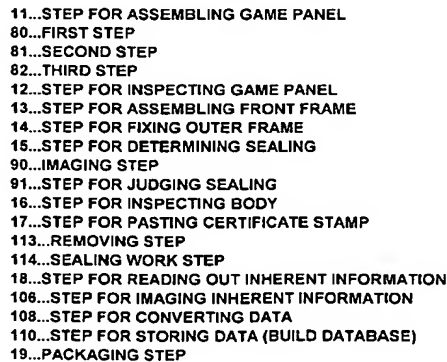 11...STEP FOR ASSEMBLING GAME PANEL
80...FIRST STEP
81...SECOND STEP
82...THIRD STEP
12...STEP FOR INSPECTING GAME PANEL
13...STEP FOR ASSEMBLING FRONT FRAME
14...STEP FOR FIXING OUTER FRAME
15...STEP FOR DETERMINING SEALING
90...IMAGING STEP
91...STEP FOR JUDGING SEALING
16...STEP FOR INSPECTING BODY
17...STEP FOR PASTING CERTIFICATE STAMP
113...REMOVING STEP
114...SEALING WORK STEP
18...STEP FOR READING OUT INHERENT INFORMATION
106...STEP FOR IMAGING INHERENT INFORMATION
108...STEP FOR CONVERTING DATA
110...STEP FOR STORING DATA (BUILD DATABASE)
19...PACKAGING STEP